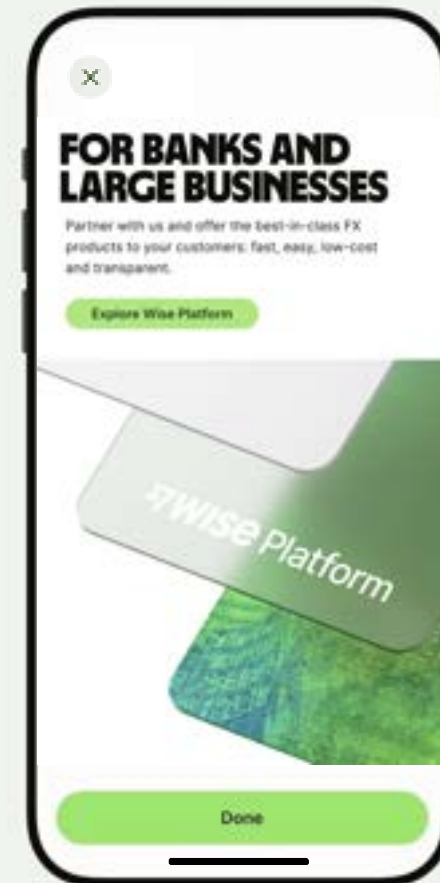 FOR BANKS AND
LARGE BUSINESSES
Partner with us and offer the best-in-class FX
products to your customers: fast, easy, low-cost
and transparent.
Explore Wise Platform
wise Platform
Done